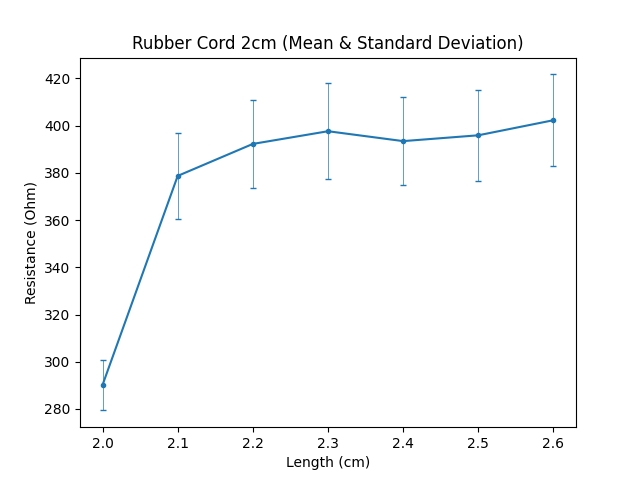 Rubber Cord 2cm (Mean & Standard Deviation)
420
400
380
360
340
320
300
280
Resistance (Ohm)
2.0 2.1 2.2 2.3 2.4 2.5 2.6
Length (cm)